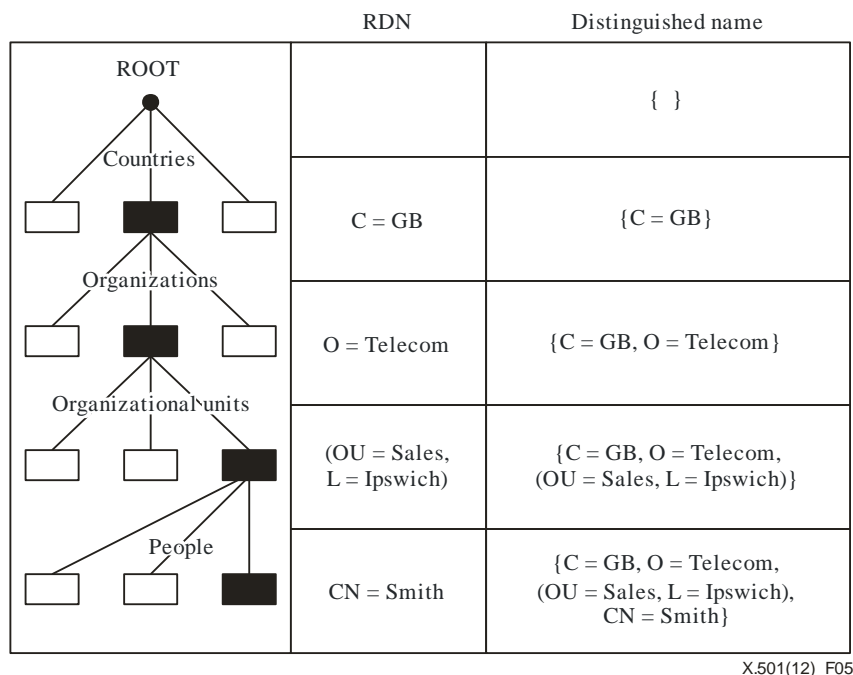 RDN
Distinguished name
ROOT
{ }
Countries
C = GB
{C = GB}
Organizations
O = Telecom
{C = GB, O = Telecom}
Organizational units
(OU = Sales,
L = Ipswich)
{C = GB, O = Telecom,
(OU = Sales, L = Ipswich)}
People
CN = Smith
{C = GB, O = Telecom,
(OU = Sales, L = Ipswich),
CN = Smith}
X.501(12)_F05